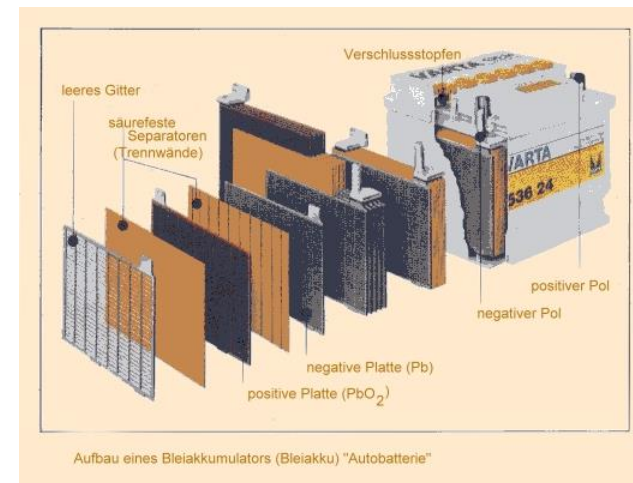 Verschlussstopfen
leeres Gitter
säurefeste
Separatoren
(Trennwände)
VARTA
VARTA
536 24
positiver Pol
negativer Pol
negative Platte (Pb)
positive Platte (PbO2)
Aufbau eines Bleiakkumulators (Bleiakku) "Autobatterie"